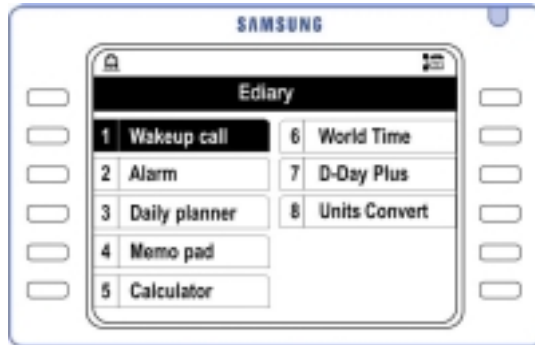 SAMSUNG
Ediary
1 Wakeup call
2 Alarm
3 Daily planner
4 Memo pad
5 Calculator
6 World Time
7 D-Day Plus
8 Units Convert